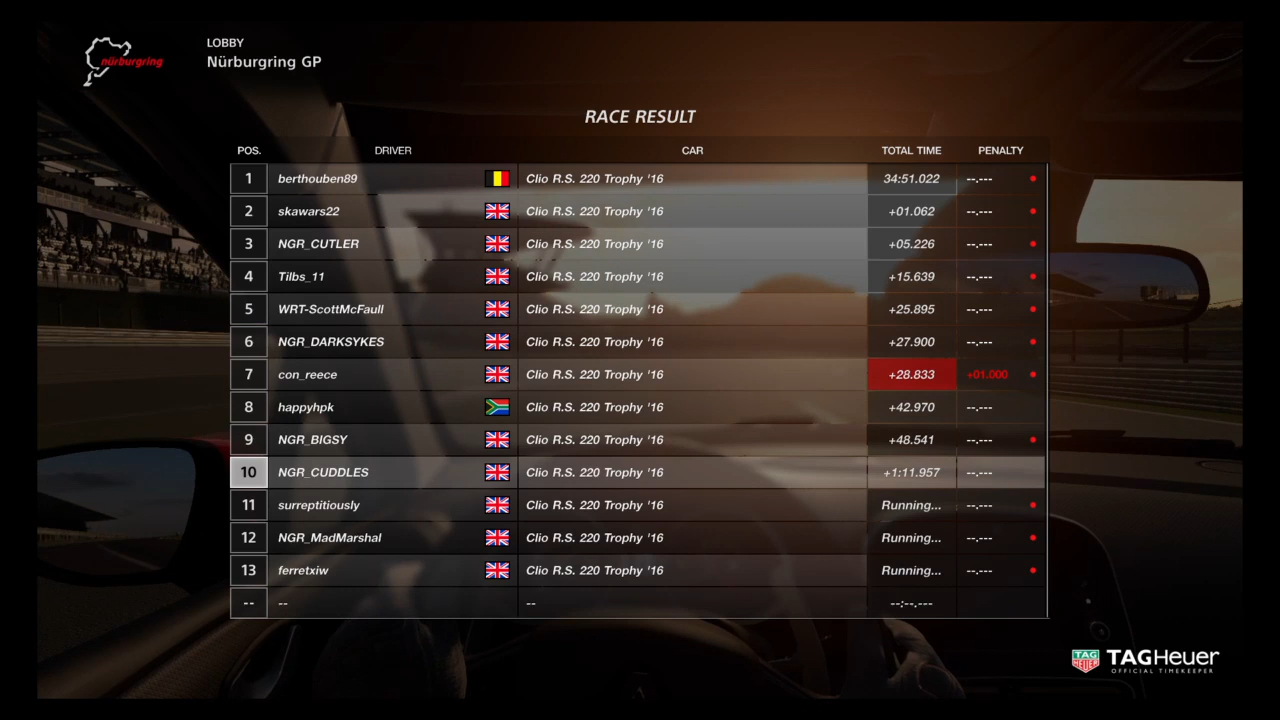 LOBBY
nürburgring
Nürburgring GP
RACE RESULT
POS. DRIVER CAR TOTAL TIME PENALTY
1 berthouben89 Clio R.S. 220 Trophy '16 34:51.022 --.---
2 skawars22 Clio R.S. 220 Trophy '16 +01.062 --.---
3 NGR_CUTLER Clio R.S. 220 Trophy '16 +05.226 --.---
4 Tilbs_11 Clio R.S. 220 Trophy '16 +15.639 --.---
5 WRT-ScottMcFaull Clio R.S. 220 Trophy '16 +25.895 --.---
6 NGR_DARKSYKES Clio R.S. 220 Trophy '16 +27.900 --.---
7 con_reece Clio R.S. 220 Trophy '16 +28.833 +01.000
8 happyhpk Clio R.S. 220 Trophy '16 +42.970 --.---
9 NGR_BIGSY Clio R.S. 220 Trophy '16 +48.541 --.---
10 NGR_CUDDLES Clio R.S. 220 Trophy '16 +1:11.957 --.---
11 surreptitiously Clio R.S. 220 Trophy '16 Running... --.---
12 NGR_MadMarshal Clio R.S. 220 Trophy '16 Running... --.---
13 ferretxiw Clio R.S. 220 Trophy '16 Running... --.---
-- -- -- --:--.---
TAG HEUER TAGHeuer
OFFICIAL TIMEKEEPER